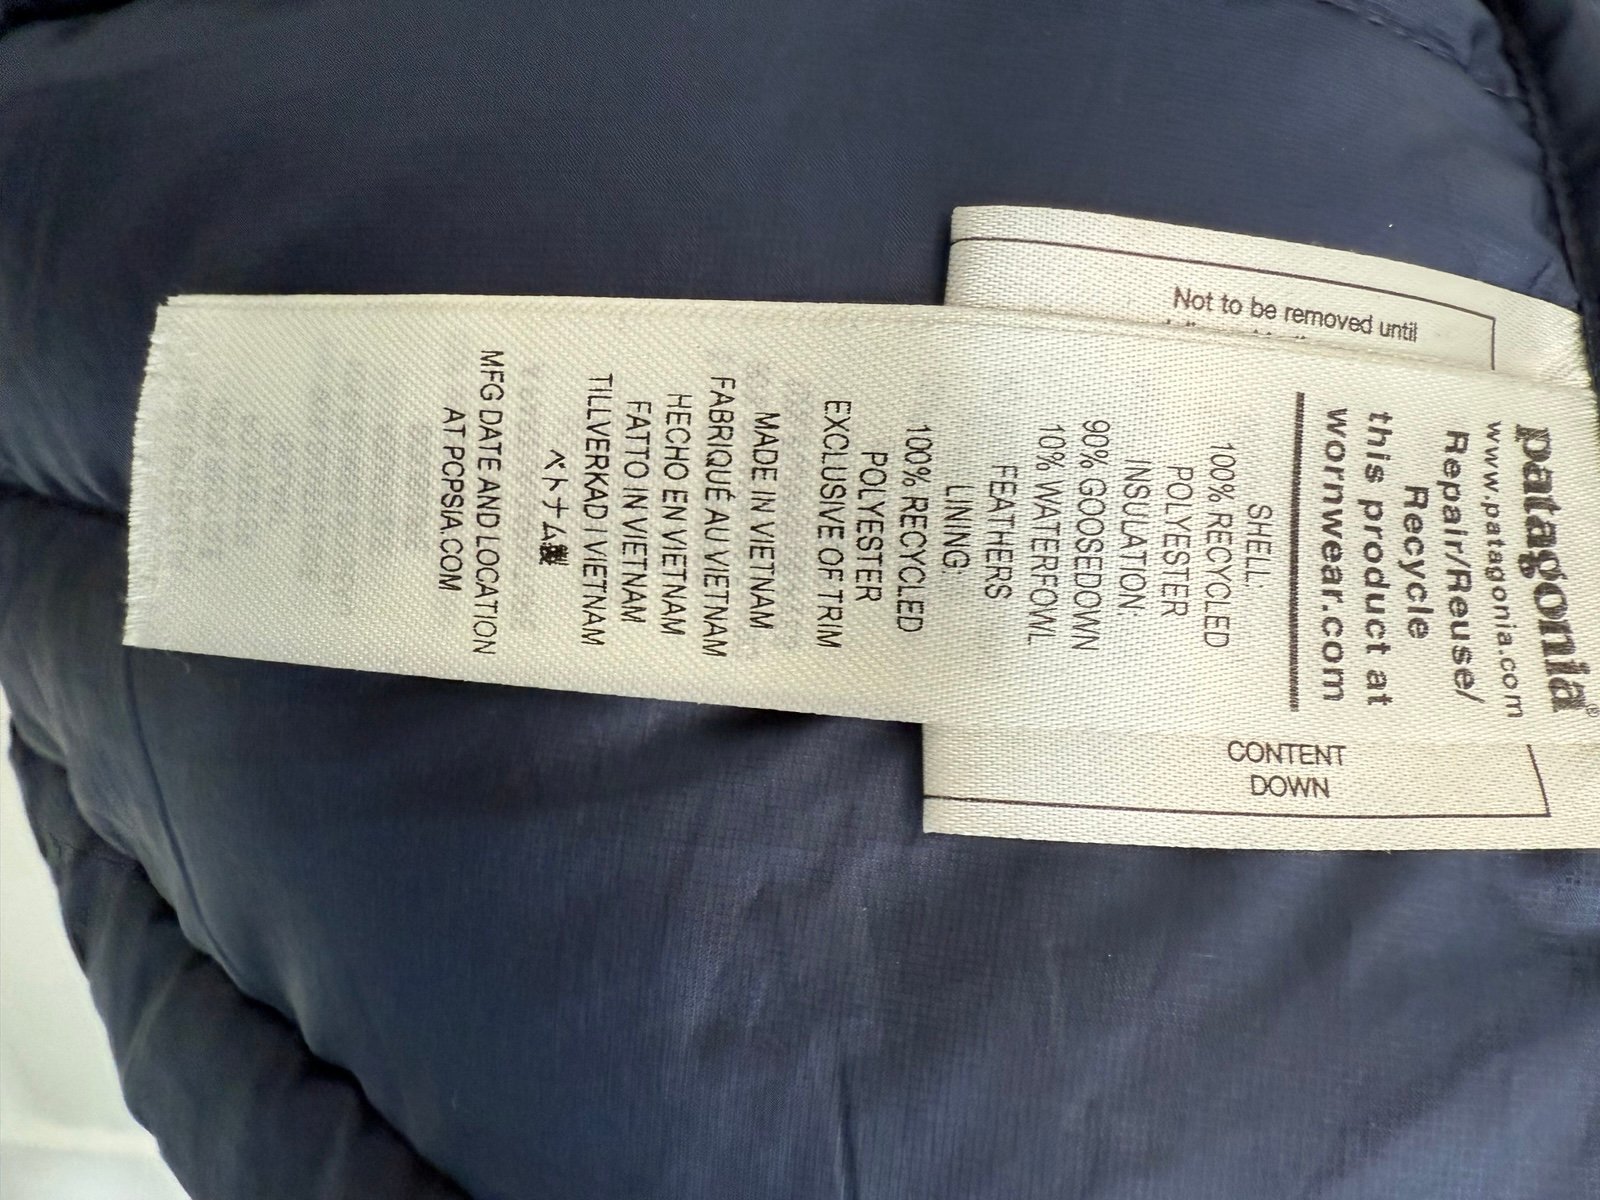 patagonia®
www.patagonia.com
Repair/Reuse/
Recycle
this product at
wornwear.com
SHELL:
100% RECYCLED
POLYESTER
INSULATION
90% GOOSEDOWN
10% WATERFOWL
FEATHERS
LINING:
100% RECYCLED
POLYESTER
EXCLUSIVE OF TRIM
MADE IN VIETNAM
FABRIQUÉ AU VIETNAM
HECHO EN VIETNAM
FATTO IN VIETNAM
TILLVERKAD I VIETNAM
ベトナム製
MFG DATE AND LOCATION
AT PCPSIA.COM
Not to be removed until
CONTENT
DOWN